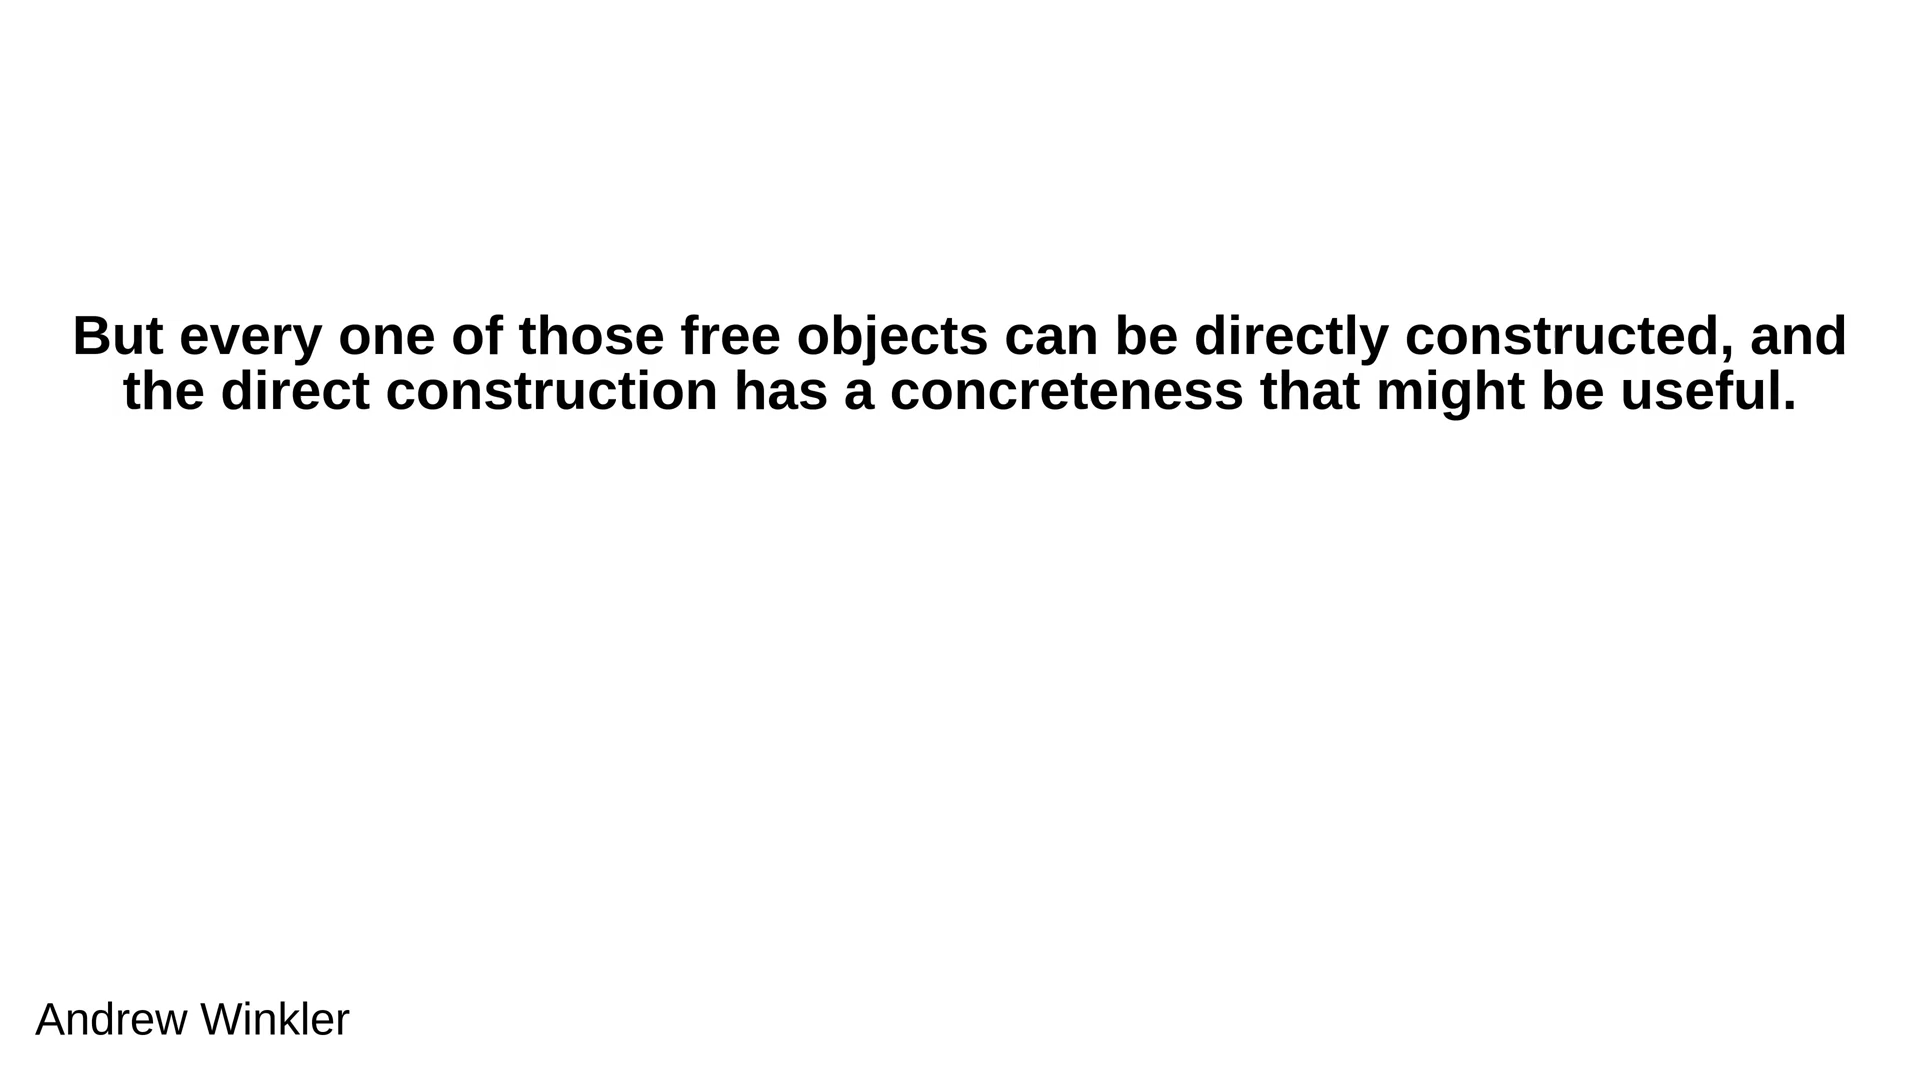 But every one of those free objects can be directly constructed, and
the direct construction has a concreteness that might be useful.
Andrew Winkler